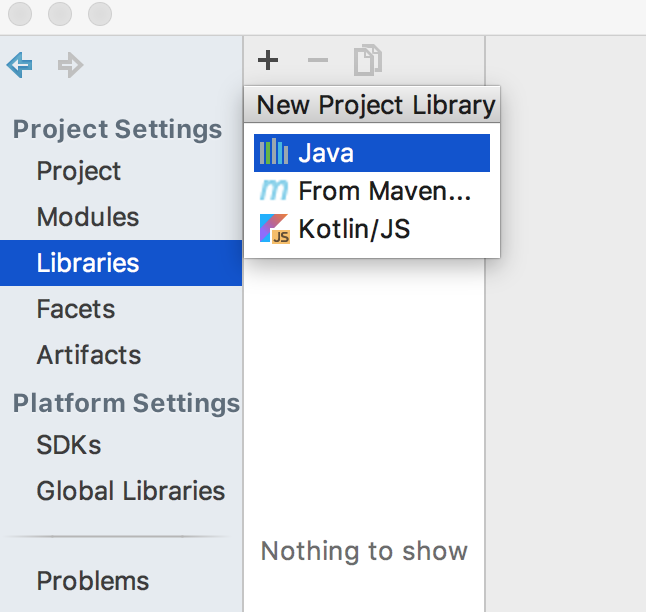 New Project Library
Java
From Maven...
Kotlin/JS
JS
Project Settings
Project
Modules
Libraries
Facets
Artifacts
Platform Settings
SDKs
Global Libraries
Problems
Nothing to show